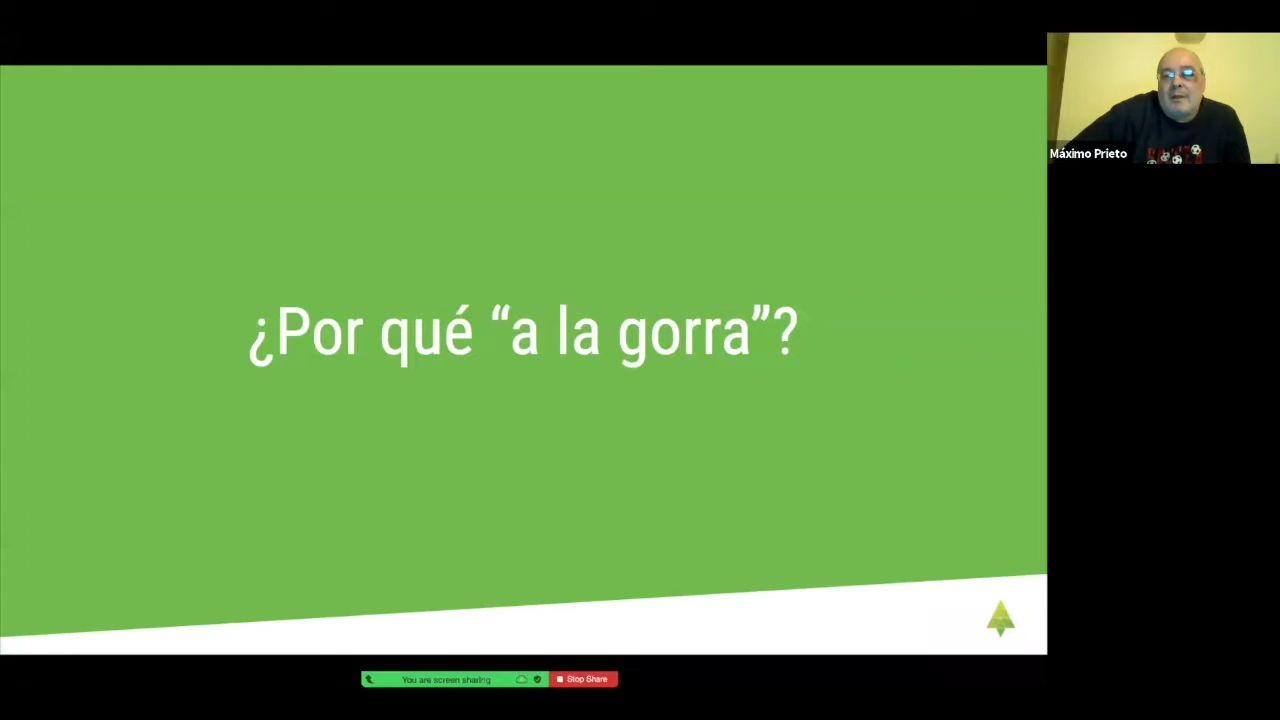 Máximo Prieto
¿Por qué “a la gorra”?
You are screen sharing
Stop Share